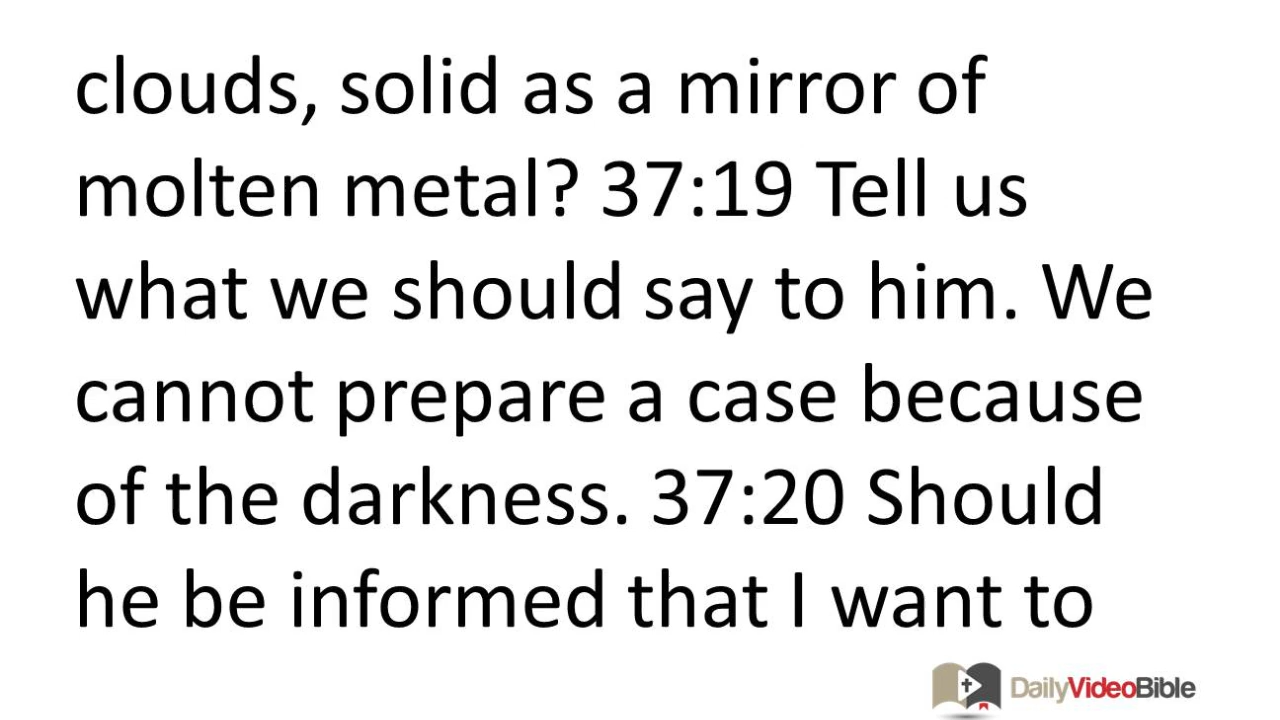 clouds, solid as a mirror of
molten metal? 37:19 Tell us
what we should say to him. We
cannot prepare a case because
of the darkness. 37:20 Should
he be informed that I want to
DailyVideoBible